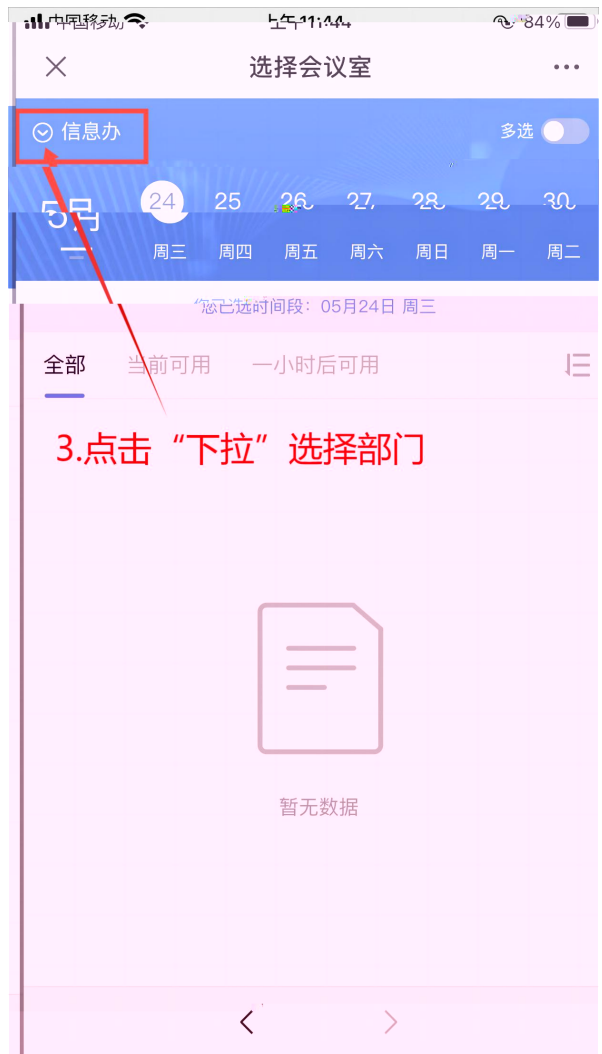 中国移动 上午11:44 84%
选择会议室
信息办 多选
5月 24 25 26 27 28 29 30
周三 周四 周五 周六 周日 周一 周二
您已选时间段：05月24日 周三
全部 当前可用 一小时后可用
3.点击“下拉”选择部门
暂无数据